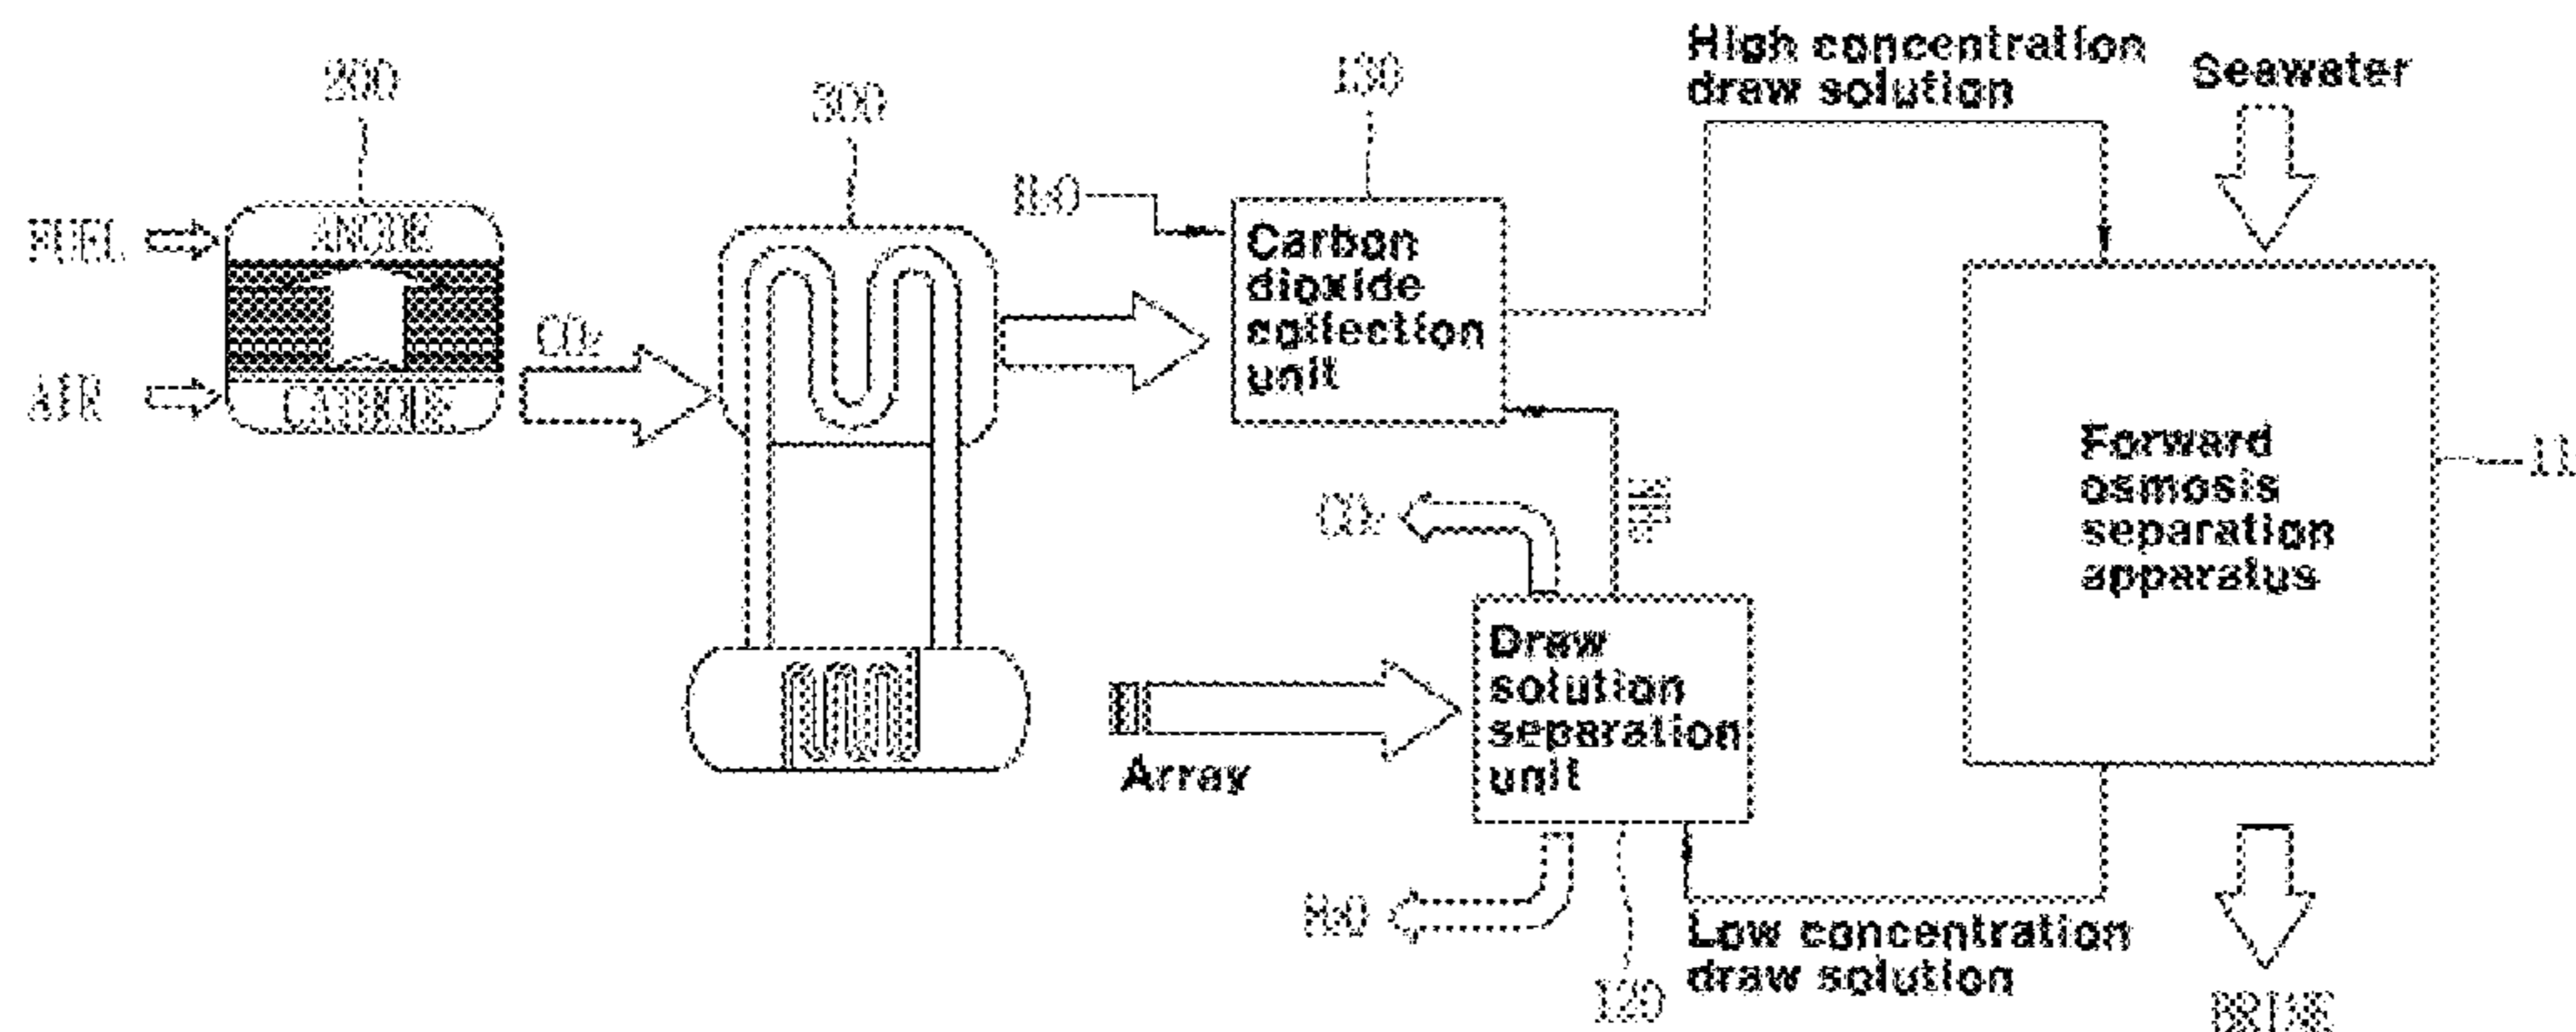 200
300
130
High concentration
draw solution
Seawater
FUEL
ANODE
H₂O
Carbon
dioxide
collection
unit
CO₂
AIR
CATHODE
Forward
osmosis
separation
apparatus
11
CO₂
Draw
solution
separation
unit
Array
H₂O
120
Low concentration
draw solution
BRINE